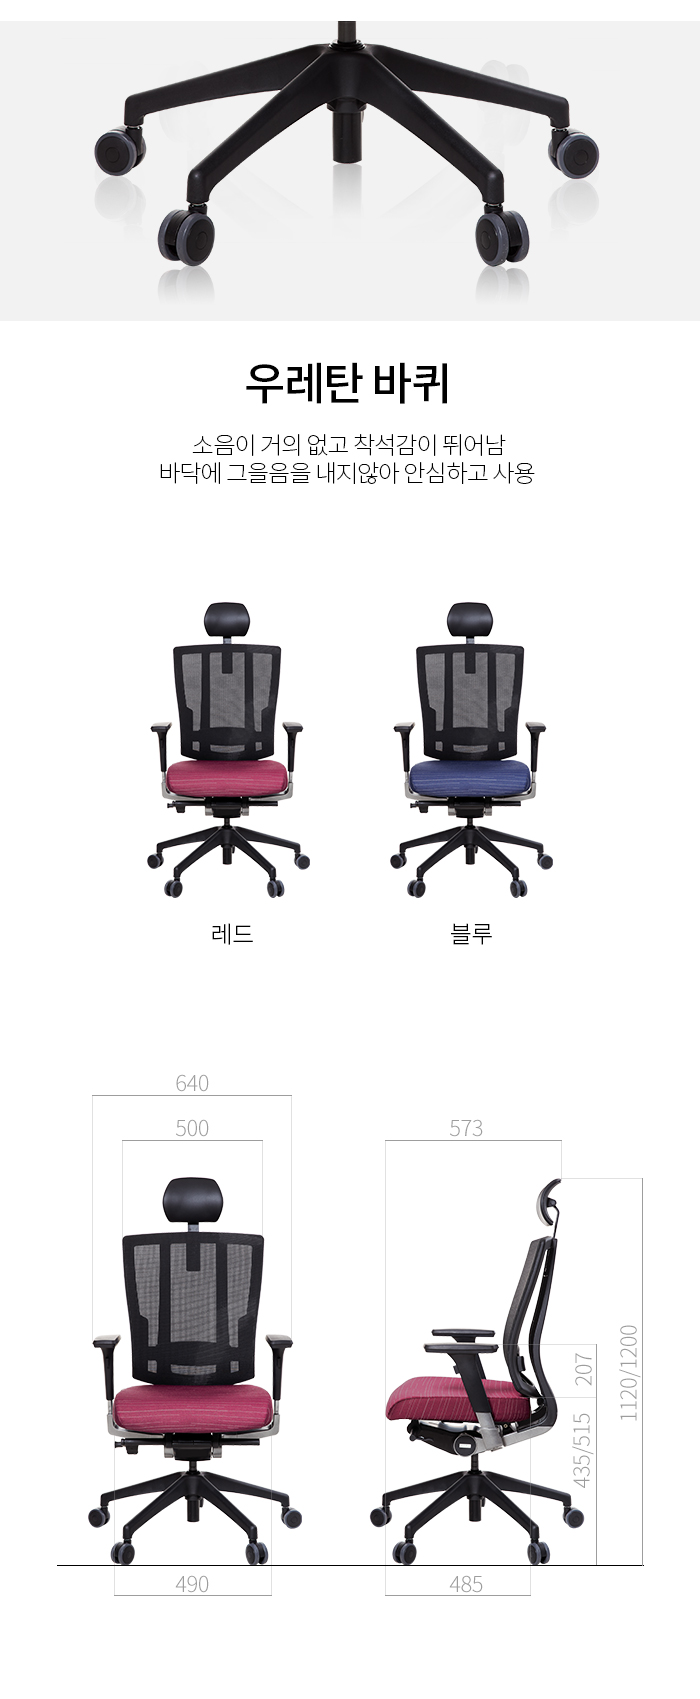 우레탄 바퀴
소음이 거의 없고 착석감이 뛰어남
바닥에 그을음을 내지않아 안심하고 사용
레드
블루
640
500
573
207
435/515
1120/1200
490
485